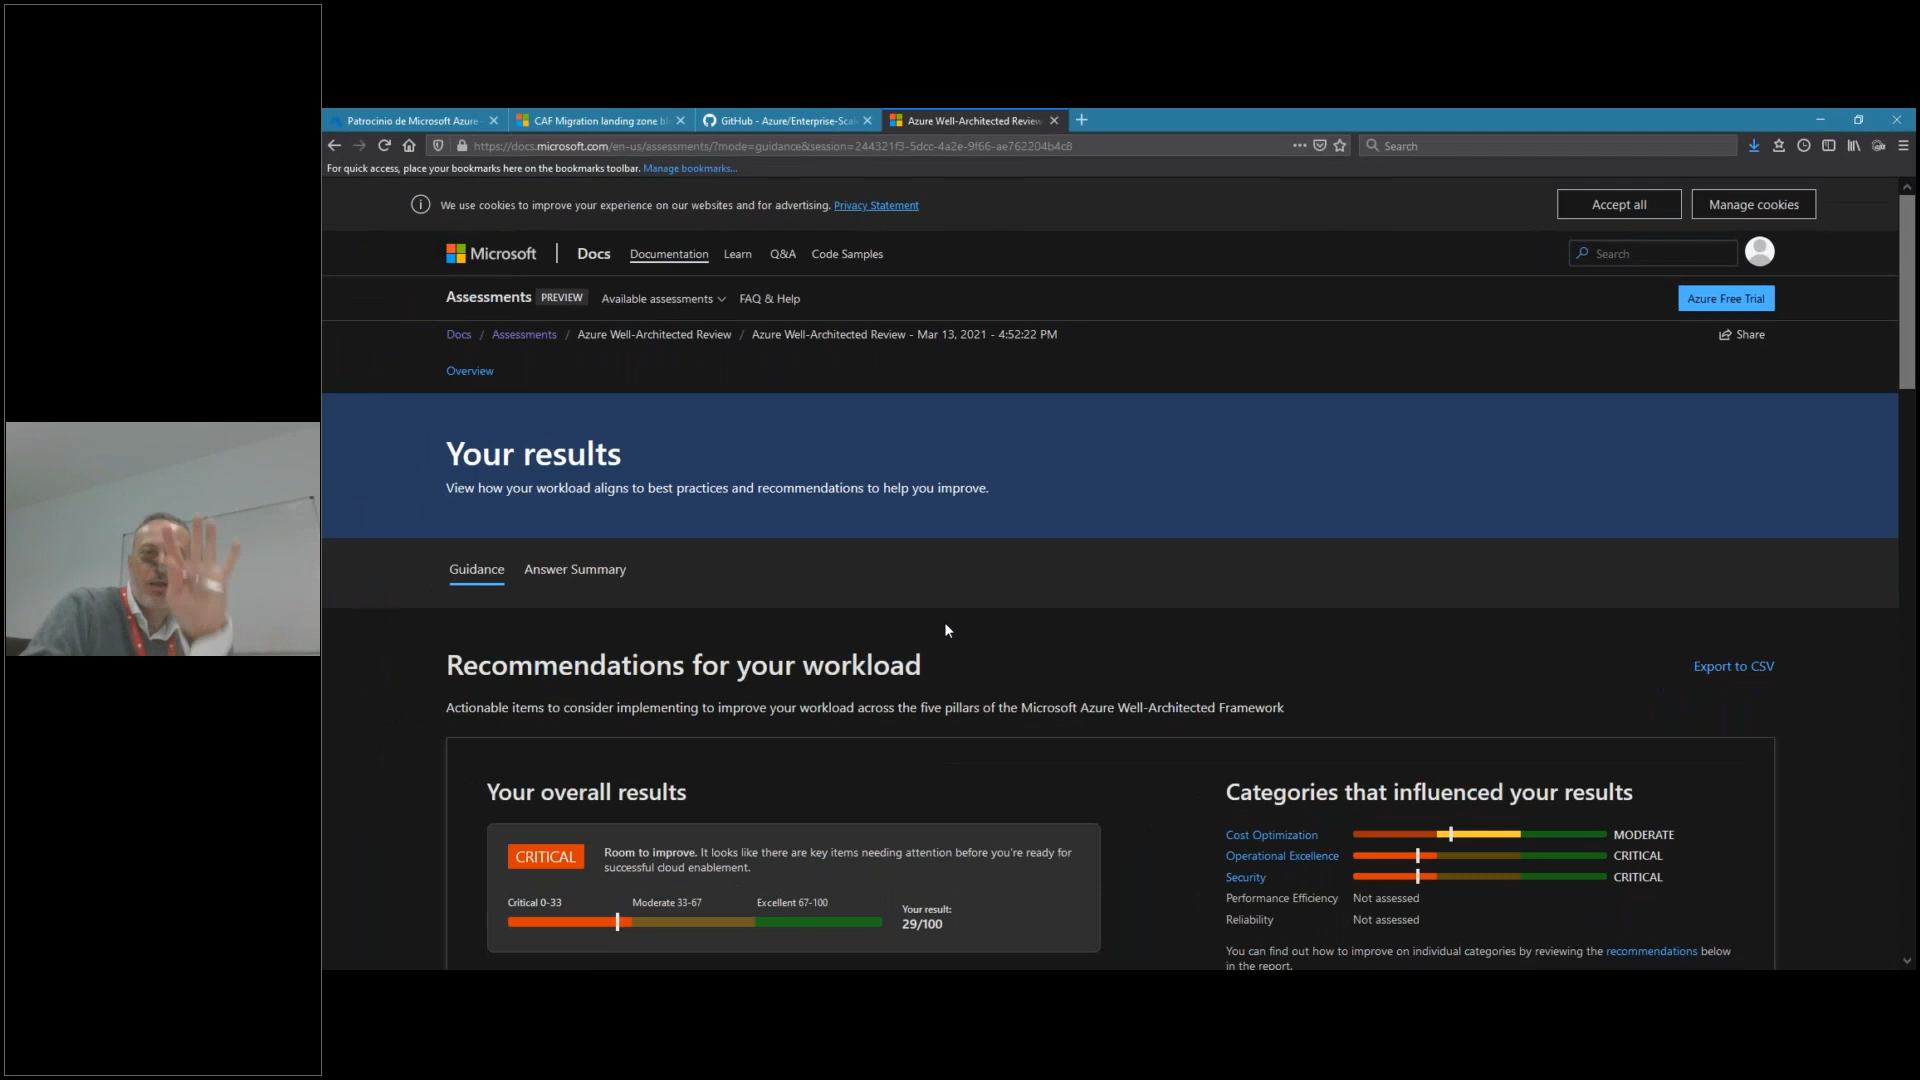 Patrocinio de Microsoft Azure -
CAF Migration landing zone bl
GitHub - Azure/Enterprise-Scal
Azure Well-Architected Review
https://docs.microsoft.com/en-us/assessments/?mode=guidance&session=244321f3-5dcc-4a2e-9f66-ae762204b4c8
Search
For quick access, place your bookmarks here on the bookmarks toolbar. Manage bookmarks...
We use cookies to improve your experience on our websites and for advertising. Privacy Statement
Accept all
Manage cookies
Microsoft
Docs
Documentation
Learn
Q&A
Code Samples
Search
Assessments
PREVIEW
Available assessments
FAQ & Help
Azure Free Trial
Docs / Assessments / Azure Well-Architected Review / Azure Well-Architected Review - Mar 13, 2021 - 4:52:22 PM
Share
Overview
Your results
View how your workload aligns to best practices and recommendations to help you improve.
Guidance
Answer Summary
Recommendations for your workload
Export to CSV
Actionable items to consider implementing to improve your workload across the five pillars of the Microsoft Azure Well-Architected Framework
Your overall results
CRITICAL
Room to improve. It looks like there are key items needing attention before you're ready for
successful cloud enablement.
Critical 0-33
Moderate 33-67
Excellent 67-100
Your result:
29/100
Categories that influenced your results
Cost Optimization
MODERATE
Operational Excellence
CRITICAL
Security
CRITICAL
Performance Efficiency
Not assessed
Reliability
Not assessed
You can find out how to improve on individual categories by reviewing the recommendations below
in the report.